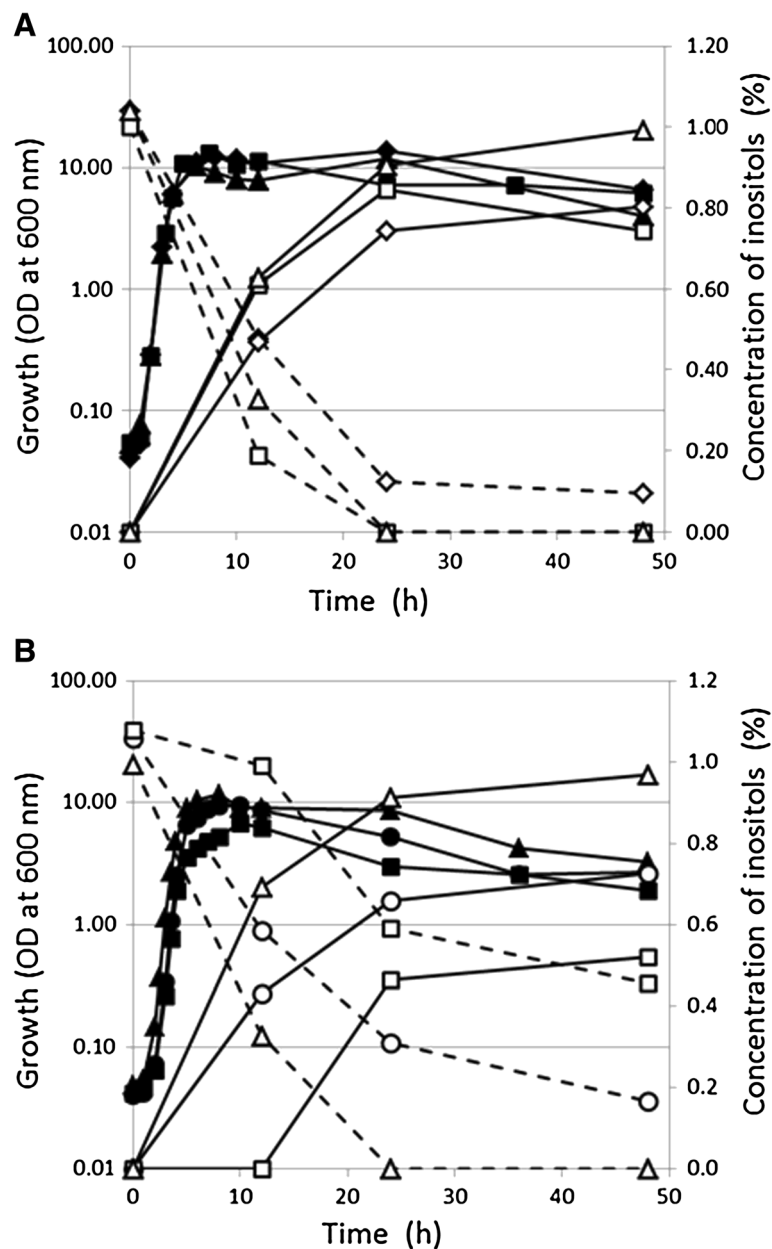 A
100.00
10.00
1.00
0.10
0.01
Growth (OD at 600 nm)
1.20
1.00
0.80
0.60
0.40
0.20
0.00
Concentration of inositols (%)
0 10 20 30 40 50
Time (h)
B
100.00
10.00
1.00
0.10
0.01
Growth (OD at 600 nm)
1.2
1.0
0.8
0.6
0.4
0.2
0.0
Concentration of inositols (%)
0 10 20 30 40 50
Time (h)